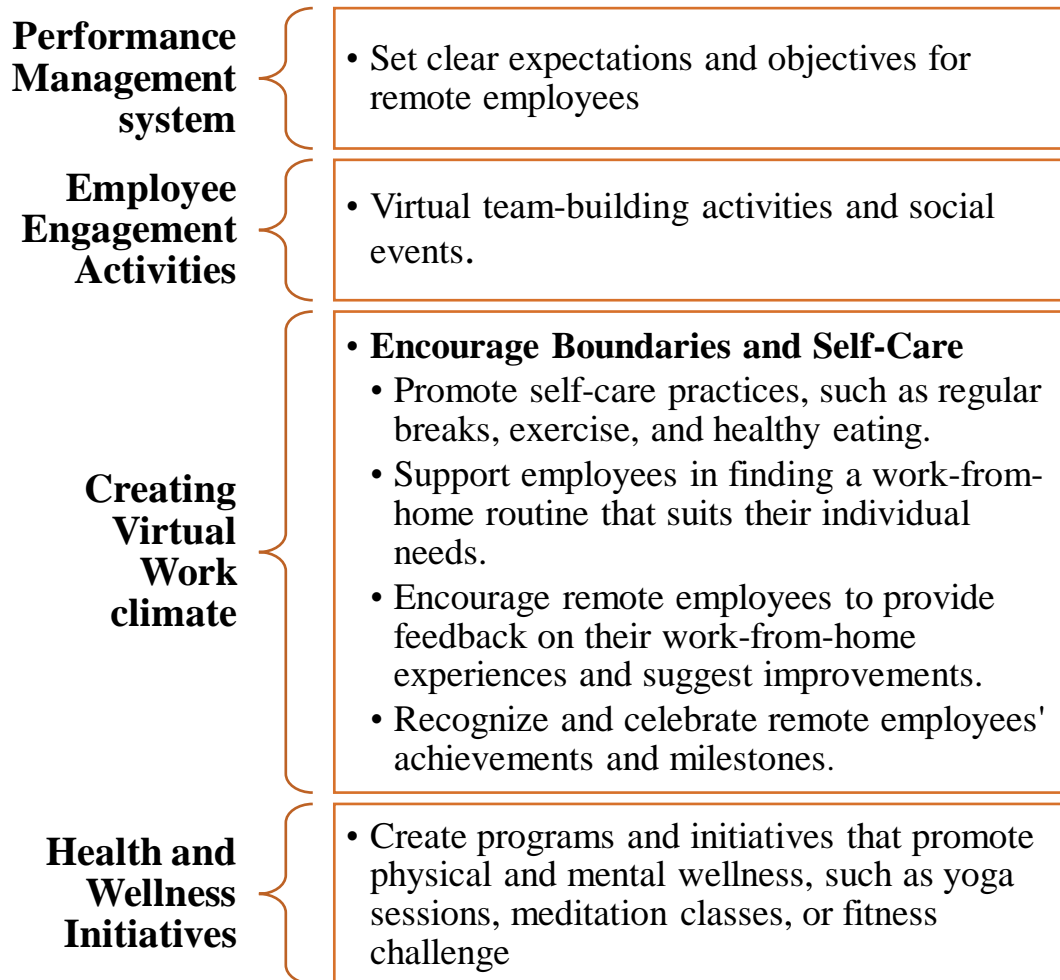 Performance
Management
system
• Set clear expectations and objectives for
remote employees
Employee
Engagement
Activities
• Virtual team-building activities and social
events.
Creating
Virtual
Work
climate
• Encourage Boundaries and Self-Care
• Promote self-care practices, such as regular
breaks, exercise, and healthy eating.
• Support employees in finding a work-from-
home routine that suits their individual
needs.
• Encourage remote employees to provide
feedback on their work-from-home
experiences and suggest improvements.
• Recognize and celebrate remote employees'
achievements and milestones.
Health and
Wellness
Initiatives
• Create programs and initiatives that promote
physical and mental wellness, such as yoga
sessions, meditation classes, or fitness
challenge